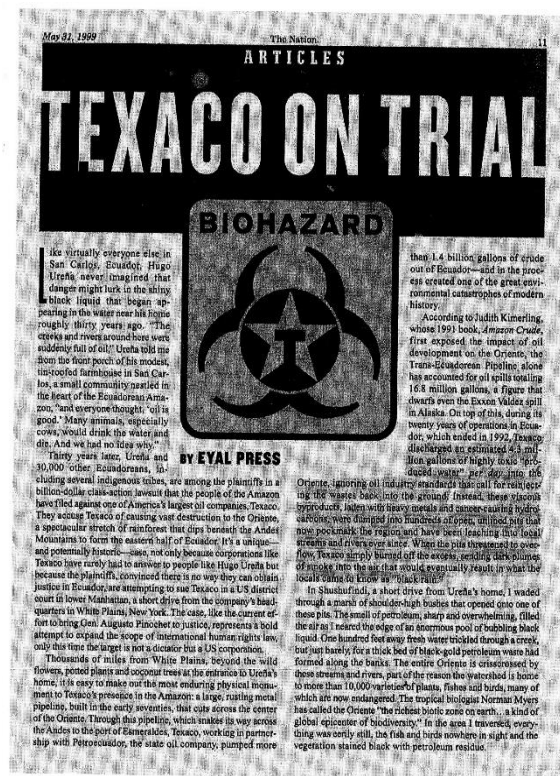 May 31, 1999
The Nation.
11
ARTICLES
TEXACO ON TRIAL
BIOHAZARD
T
BY EYAL PRESS
Like virtually everyone else in
San Carlos, Ecuador, Hugo
Ureña never imagined that
danger might lurk in the shiny
black liquid that began ap-
pearing in the water near his home
roughly thirty years ago. "The
creeks and rivers around here were
suddenly full of oil," Ureña told me
from the front porch of his modest,
tin-roofed farmhouse in San Car-
los, a small community nestled in
the heart of the Ecuadorean Ama-
zon, "and everyone thought, 'oil is
good.' Many animals, especially
cows, would drink the water and
die. And we had no idea why."
Thirty years later, Ureña and
30,000 other Ecuadoreans, in-
cluding several indigenous tribes, are among the plaintiffs in a
billion-dollar class-action lawsuit that the people of the Amazon
have filed against one of America's largest oil companies, Texaco.
They accuse Texaco of causing vast destruction to the Oriente,
a spectacular stretch of rainforest that dips beneath the Andes
Mountains to form the eastern half of Ecuador. It's a unique—
and potentially historic—case, not only because corporations like
Texaco have rarely had to answer to people like Hugo Ureña but
because the plaintiffs, convinced there is no way they can obtain
justice in Ecuador, are attempting to sue Texaco in a US district
court in lower Manhattan, a short drive from the company's head-
quarters in White Plains, New York. The case, like the current ef-
fort to bring Gen. Augusto Pinochet to justice, represents a bold
attempt to expand the scope of international human rights law,
only this time the target is not a dictator but a US corporation.
Thousands of miles from White Plains, beyond the wild
flowers, potted plants and coconut trees at the entrance to Ureña's
home, it is easy to make out the most enduring physical monu-
ment to Texaco's presence in the Amazon: a large, rusting metal
pipeline, built in the early seventies, that cuts across the center
of the Oriente. Through this pipeline, which snakes its way across
the Andes to the port of Esmeraldes, Texaco, working in partner-
ship with Petroecuador, the state oil company, pumped more
than 1.4 billion gallons of crude
out of Ecuador—and in the proc-
ess created one of the great envi-
ronmental catastrophes of modern
history.
According to Judith Kimerling,
whose 1991 book, Amazon Crude,
first exposed the impact of oil
development on the Oriente, the
Trans-Ecuadorean Pipeline alone
has accounted for oil spills totaling
16.8 million gallons, a figure that
dwarfs even the Exxon Valdez spill
in Alaska. On top of this, during its
twenty years of operations in Ecua-
dor, which ended in 1992, Texaco
discharged an estimated 4.3 mil-
lion gallons of highly toxic "pro-
duced water" per day into the
Oriente, ignoring oil industry standards that call for reinject-
ing the wastes back into the ground. Instead, these viscous
byproducts, laden with heavy metals and cancer-causing hydro-
carbons, were dumped into hundreds of open, unlined pits that
now pockmark the region and have been leaching into local
streams and rivers ever since. When the pits threatened to over-
flow, Texaco simply burned off the excess, sending dark plumes
of smoke into the air that would eventually result in what the
locals came to know as "black rain."
In Shushufindi, a short drive from Ureña's home, I waded
through a marsh of shoulder-high bushes that opened onto one of
these pits. The smell of petroleum, sharp and overwhelming, filled
the air as I neared the edge of an enormous pool of bubbling black
liquid. One hundred feet away fresh water trickled through a creek,
but just barely, for a thick bed of black-gold petroleum waste had
formed along the banks. The entire Oriente is crisscrossed by
these streams and rivers, part of the reason the watershed is home
to more than 10,000 varieties of plants, fishes and birds, many of
which are now endangered. The tropical biologist Norman Myers
has called the Oriente "the richest biotic zone on earth...a kind of
global epicenter of biodiversity." In the area I traversed, every-
thing was eerily still, the fish and birds nowhere in sight and the
vegetation stained black with petroleum residue.